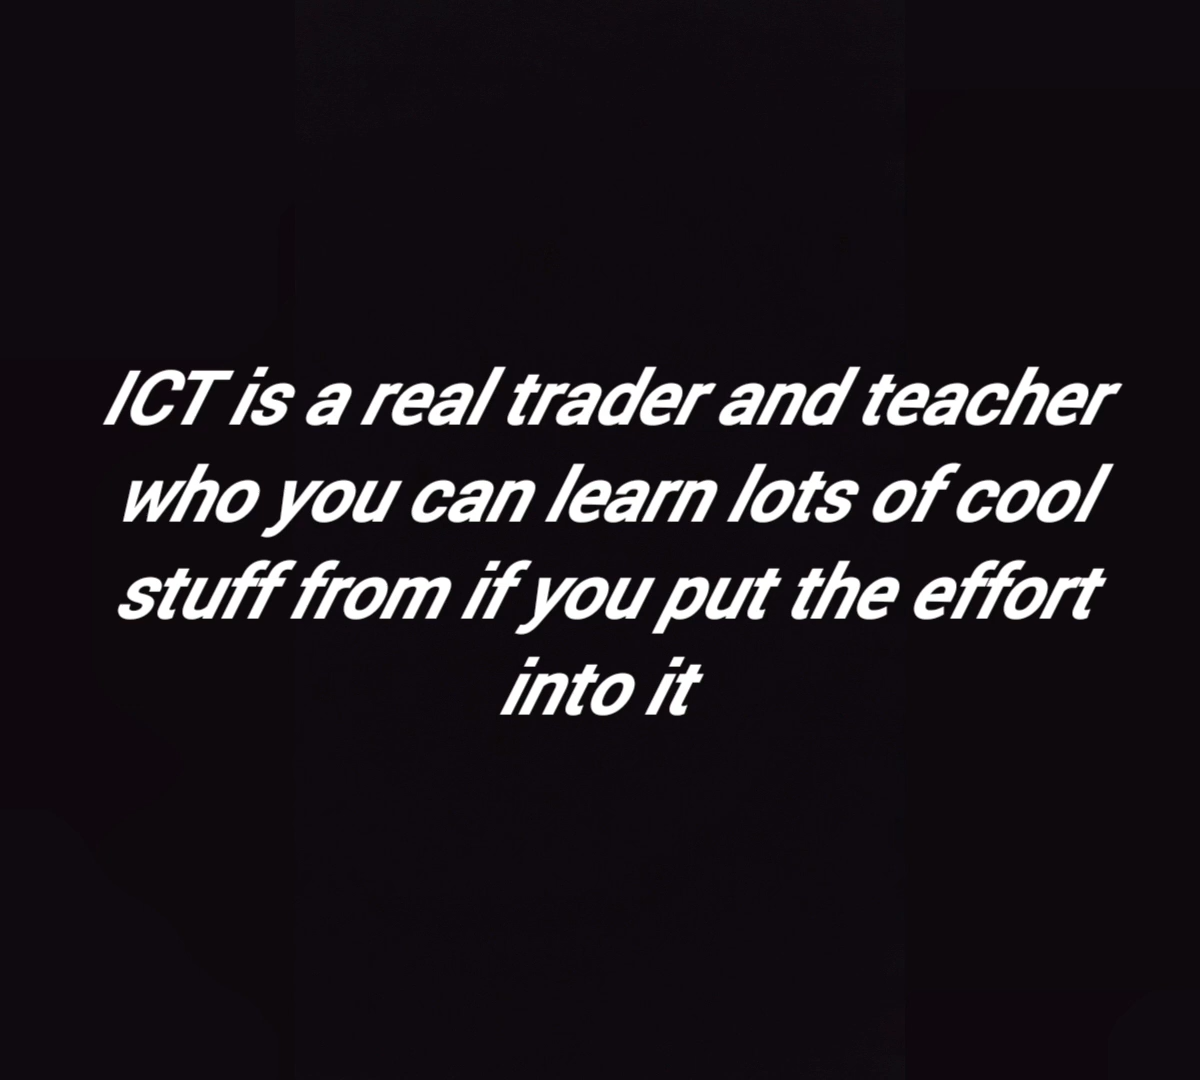 ICT is a real trader and teacher
who you can learn lots of cool
stuff from if you put the effort
into it